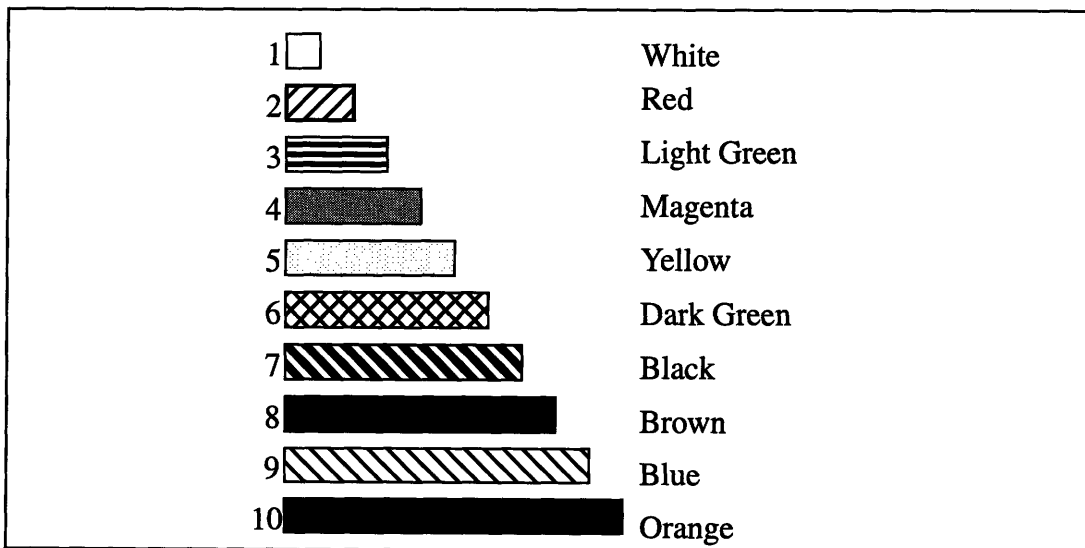 1 White
2 Red
3 Light Green
4 Magenta
5 Yellow
6 Dark Green
7 Black
8 Brown
9 Blue
10 Orange